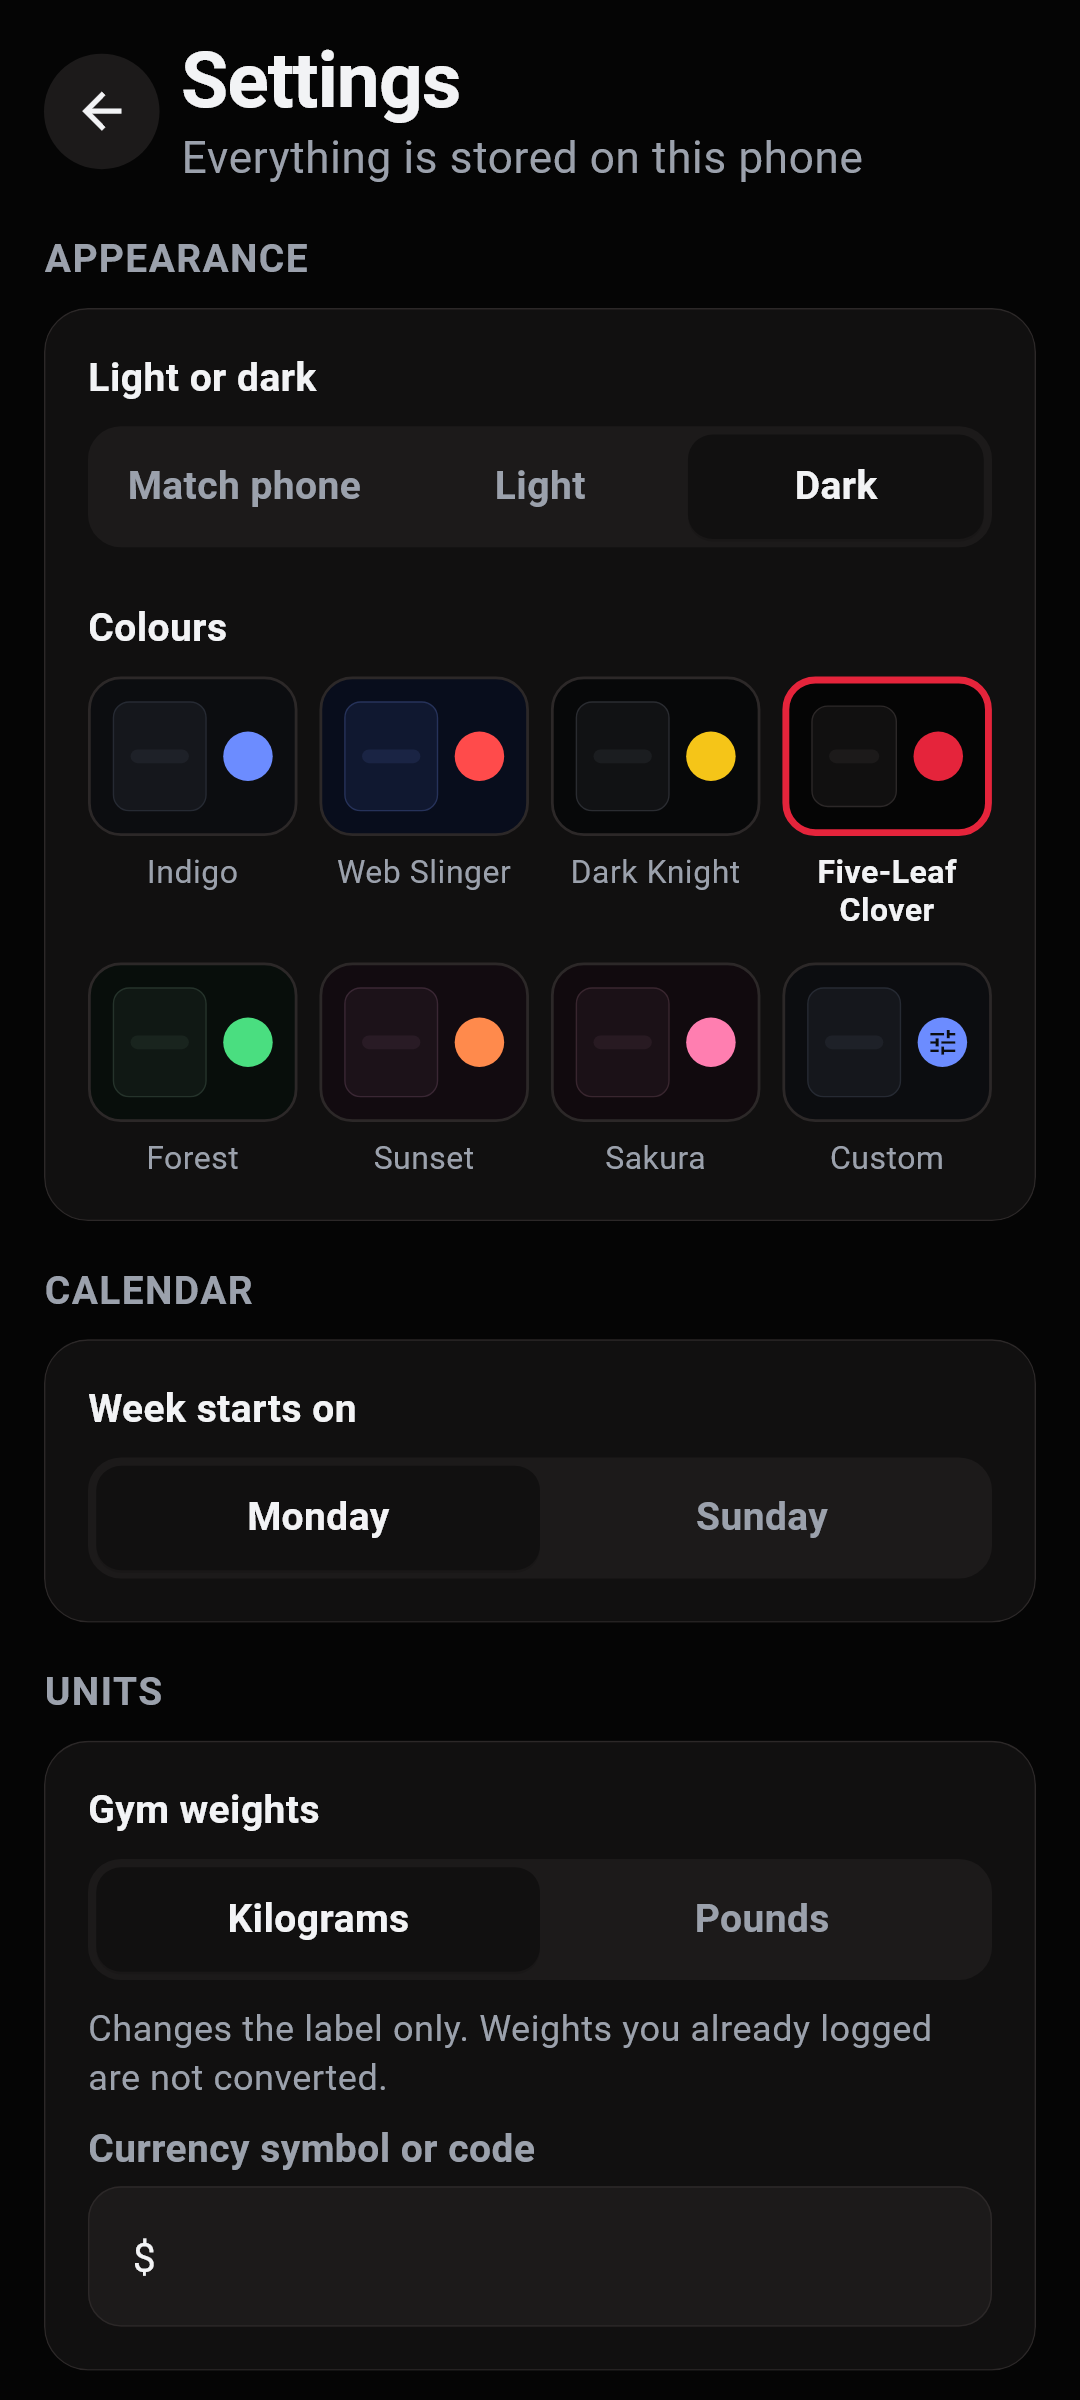 Settings
Everything is stored on this phone
APPEARANCE
Light or dark
Match phone
Light
Dark
Colours
Indigo
Web Slinger
Dark Knight
Five-Leaf
Clover
Forest
Sunset
Sakura
Custom
CALENDAR
Week starts on
Monday
Sunday
UNITS
Gym weights
Kilograms
Pounds
Changes the label only. Weights you already logged
are not converted.
Currency symbol or code
$